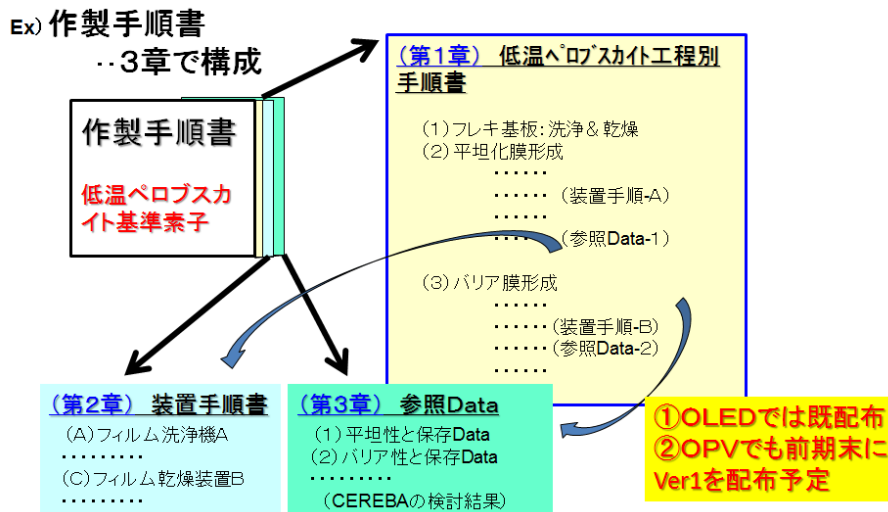 Ex) 作製手順書
‥3章で構成
作製手順書
低温ペロブスカ
イト基準素子
(第1章) 低温ペロブスカイト工程別
手順書
(1)フレキ基板:洗浄&乾燥
(2)平坦化膜形成
‥‥‥
‥‥‥ (装置手順-A)
‥‥‥
‥‥‥ (参照Data-1)
(3)バリア膜形成
‥‥‥
‥‥‥(装置手順-B)
‥‥‥(参照Data-2)
‥‥‥
(第2章) 装置手順書
(A)フィルム洗浄機A
‥‥‥‥‥
(C)フィルム乾燥装置B
‥‥‥‥‥
(第3章) 参照Data
(1)平坦性と保存Data
(2)バリア性と保存Data
‥‥‥‥‥
(CEREBAの検討結果)
①OLEDでは既配布
②OPVでも前期末に
Ver1を配布予定